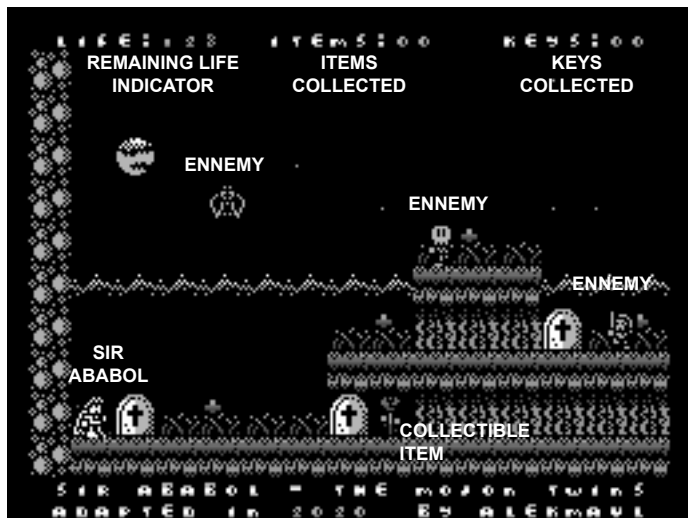 LIFE:123 ITEMS:00 KEYS:00
REMAINING LIFE INDICATOR
ITEMS COLLECTED
KEYS COLLECTED
ENNEMY
ENNEMY
ENNEMY
SIR ABABOL
COLLECTIBLE ITEM
SIR ABABOL - THE MOJON TWINS
ADAPTED IN 2020 BY ALEKMAUL